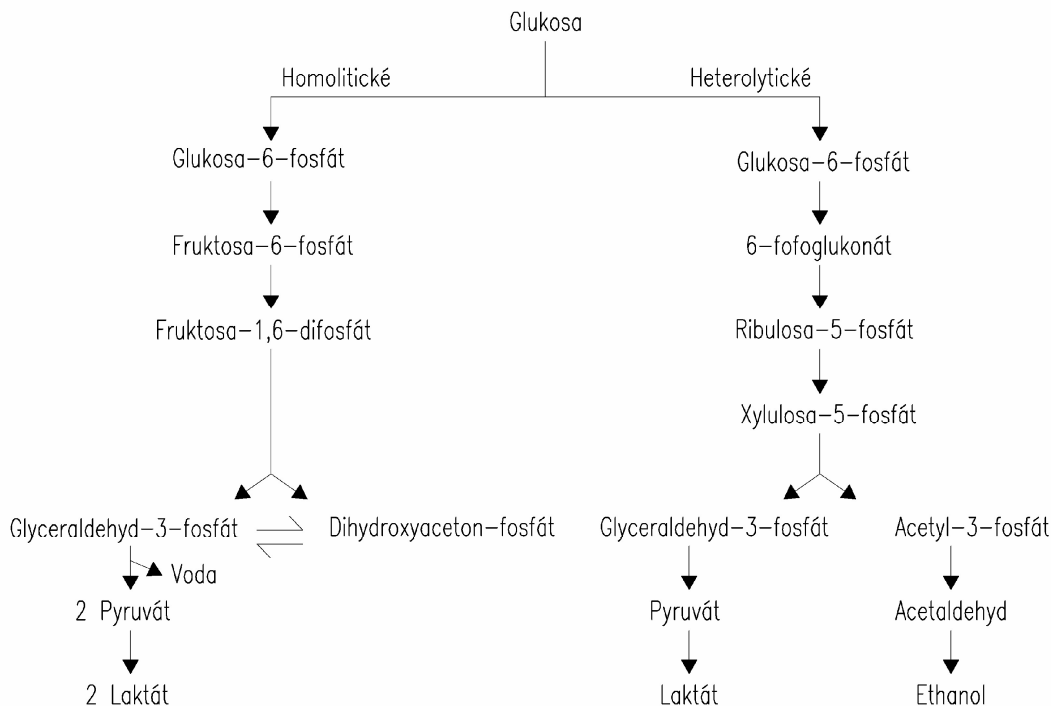 Glukosa
Homolitické
Heterolytické
Glukosa-6-fosfát
Glukosa-6-fosfát
Fruktosa-6-fosfát
6-fofoglukonát
Fruktosa-1,6-difosfát
Ribulosa-5-fosfát
Xylulosa-5-fosfát
Glyceraldehyd-3-fosfát
Dihydroxyaceton-fosfát
Glyceraldehyd-3-fosfát
Acetyl-3-fosfát
Voda
2 Pyruvát
Pyruvát
Acetaldehyd
2 Laktát
Laktát
Ethanol